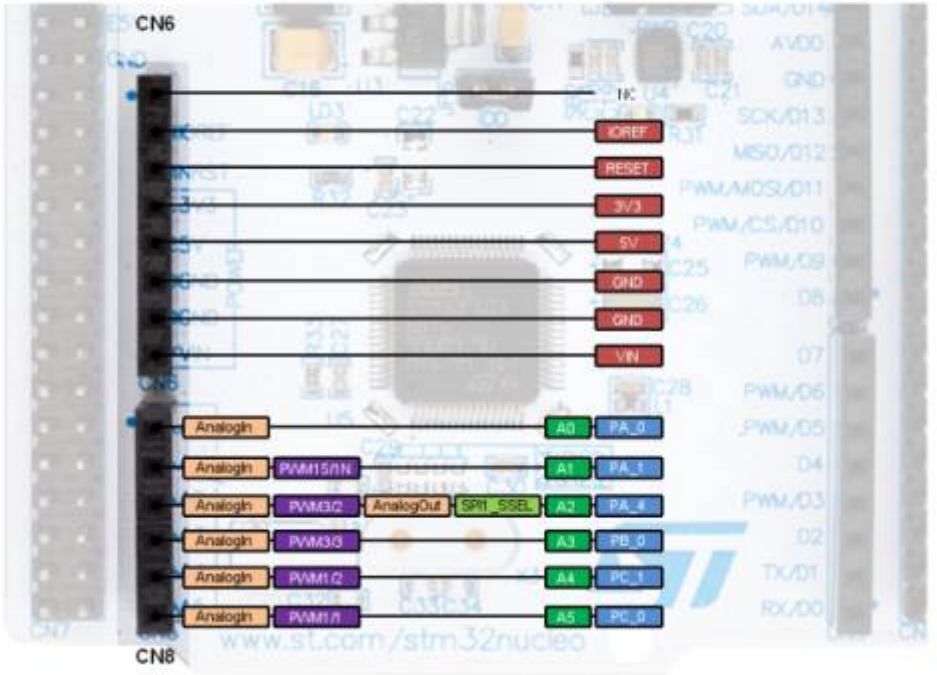 CN6
SDA/D14
AVDD
GND
NC
SCK/D13
IOREF
MISO/D12
RESET
PWM/MOSI/D11
3V3
PWM/CS/D10
5V
PWM/D9
GND
D8
GND
VIN
D7
PWM/D6
AnalogIn A0 PA_0
PWM/D5
AnalogIn PWM15/1N A1 PA_1
D4
AnalogIn PWM3/2 AnalogOut SPI1_SSEL A2 PA_4
PWM/D3
AnalogIn PWM3/3 A3 PB_0
D2
AnalogIn PWM1/2 A4 PC_1
TX/D1
AnalogIn PWM1/1 A5 PC_0
RX/D0
CN7
www.st.com/stm32nucleo
CN8